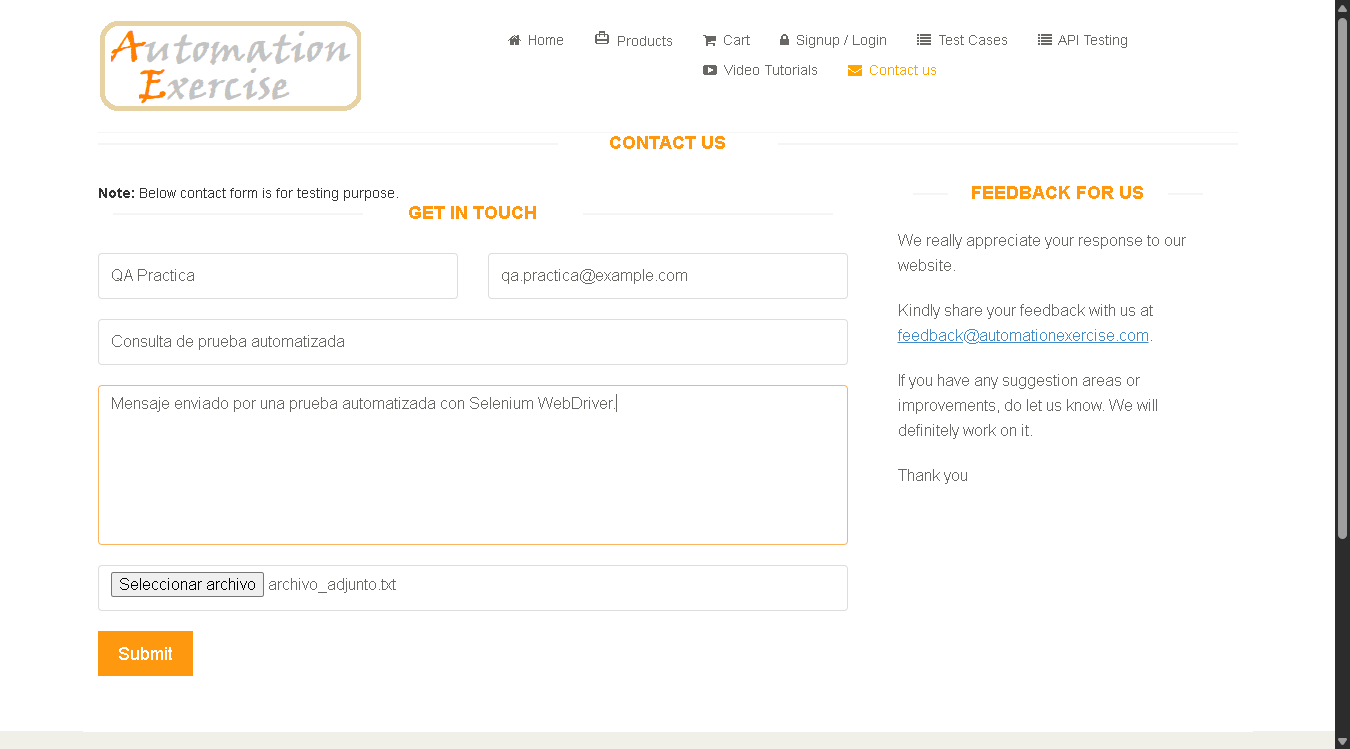 Automation
Exercise
Home Products Cart Signup / Login Test Cases API Testing
Video Tutorials Contact us
CONTACT US
Note: Below contact form is for testing purpose.
GET IN TOUCH
QA Practica
qa.practica@example.com
Consulta de prueba automatizada
Mensaje enviado por una prueba automatizada con Selenium WebDriver.
Seleccionar archivo archivo_adjunto.txt
Submit
FEEDBACK FOR US
We really appreciate your response to our
website.
Kindly share your feedback with us at
feedback@automationexercise.com.
If you have any suggestion areas or
improvements, do let us know. We will
definitely work on it.
Thank you